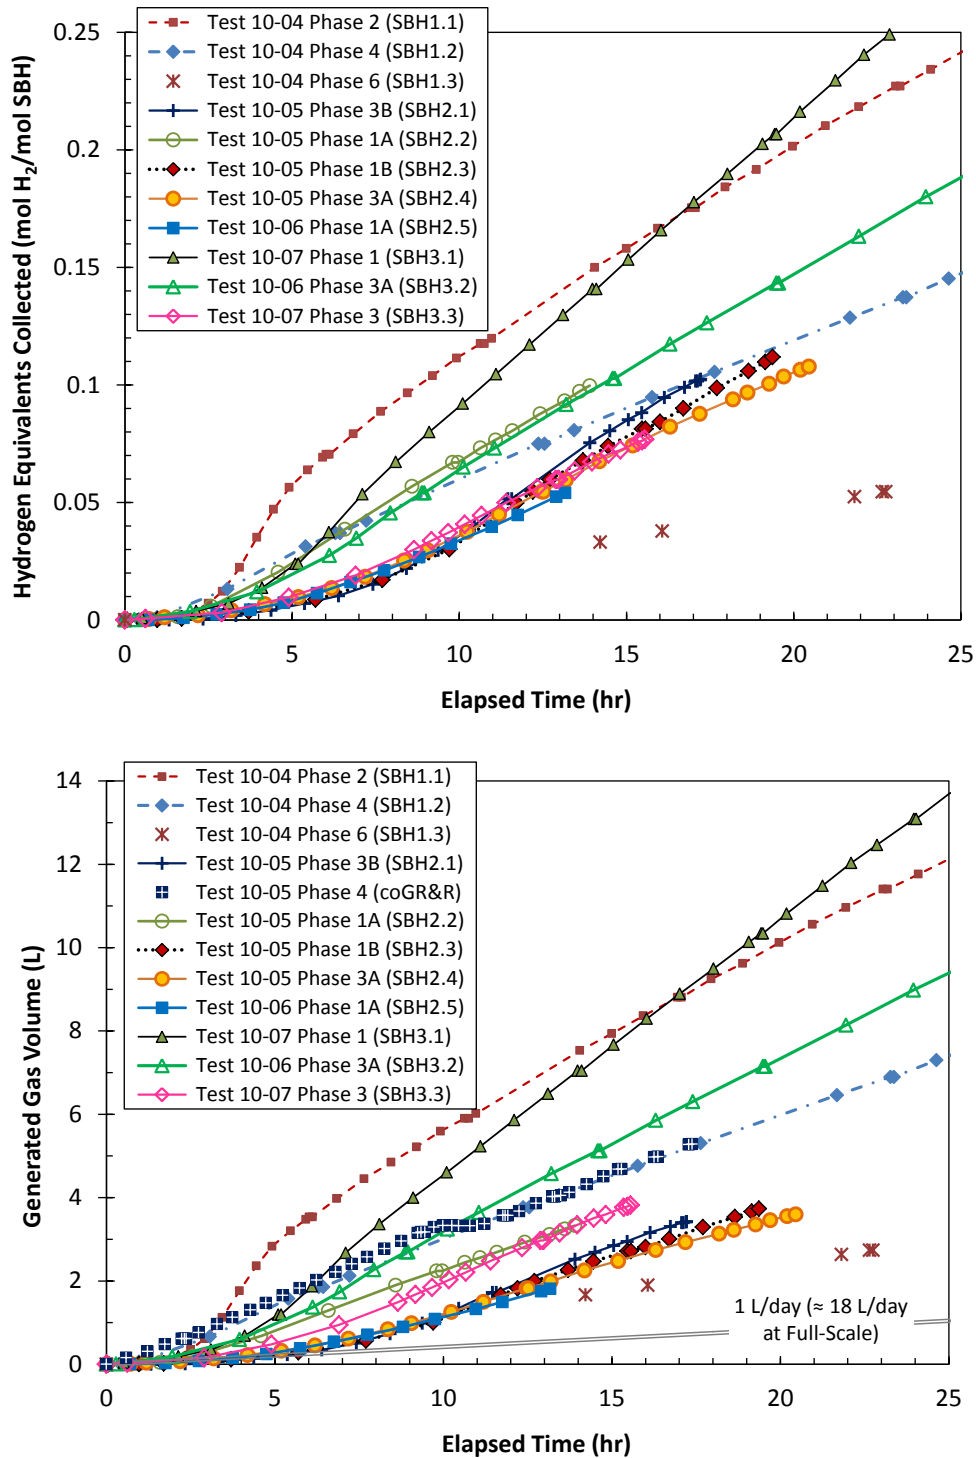 Test 10-04 Phase 2 (SBH1.1)
Test 10-04 Phase 4 (SBH1.2)
Test 10-04 Phase 6 (SBH1.3)
Test 10-05 Phase 3B (SBH2.1)
Test 10-05 Phase 1A (SBH2.2)
Test 10-05 Phase 1B (SBH2.3)
Test 10-05 Phase 3A (SBH2.4)
Test 10-06 Phase 1A (SBH2.5)
Test 10-07 Phase 1 (SBH3.1)
Test 10-06 Phase 3A (SBH3.2)
Test 10-07 Phase 3 (SBH3.3)
Hydrogen Equivalents Collected (mol H₂/mol SBH)
0.25
0.2
0.15
0.1
0.05
0
0 5 10 15 20 25
Elapsed Time (hr)
Test 10-04 Phase 2 (SBH1.1)
Test 10-04 Phase 4 (SBH1.2)
Test 10-04 Phase 6 (SBH1.3)
Test 10-05 Phase 3B (SBH2.1)
Test 10-05 Phase 4 (coGR&R)
Test 10-05 Phase 1A (SBH2.2)
Test 10-05 Phase 1B (SBH2.3)
Test 10-05 Phase 3A (SBH2.4)
Test 10-06 Phase 1A (SBH2.5)
Test 10-07 Phase 1 (SBH3.1)
Test 10-06 Phase 3A (SBH3.2)
Test 10-07 Phase 3 (SBH3.3)
Generated Gas Volume (L)
14
12
10
8
6
4
2
0
1 L/day (≈ 18 L/day
at Full-Scale)
0 5 10 15 20 25
Elapsed Time (hr)